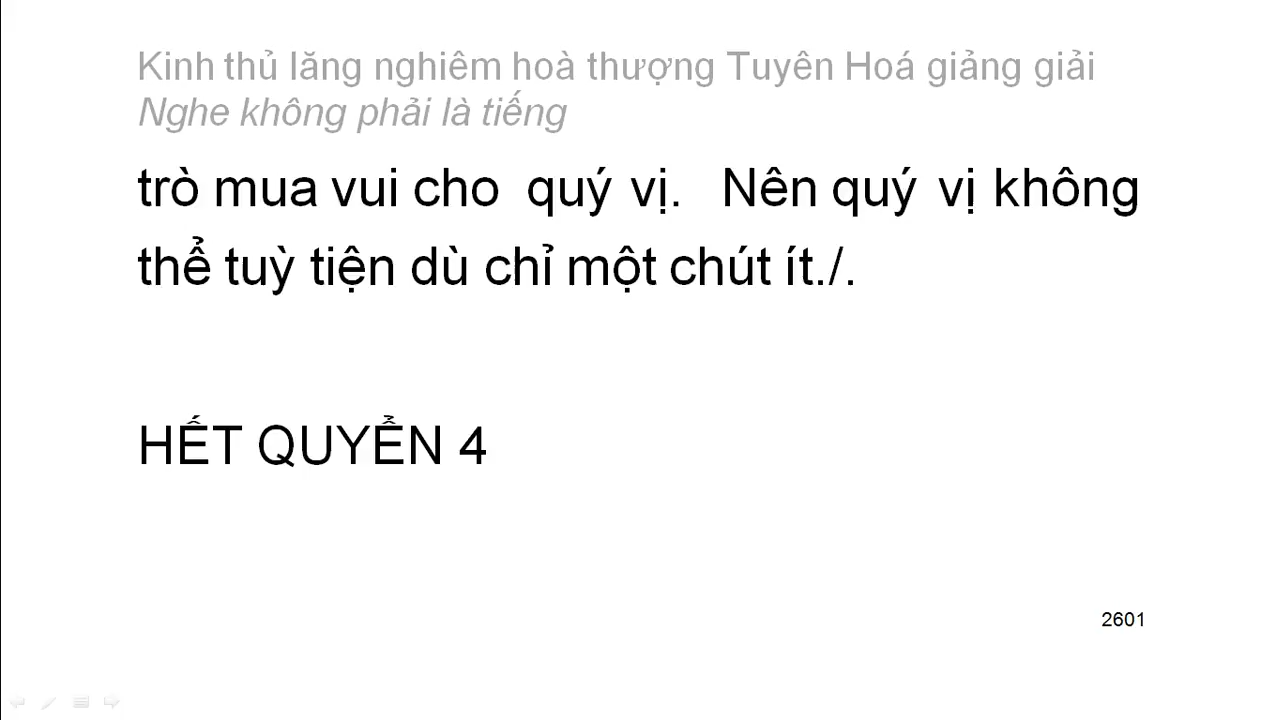 Kinh thủ lăng nghiêm hoà thượng Tuyên Hoá giảng giải
Nghe không phải là tiếng
trò mua vui cho quý vị. Nên quý vị không
thể tuỳ tiện dù chỉ một chút ít./.
HẾT QUYỂN 4
2601